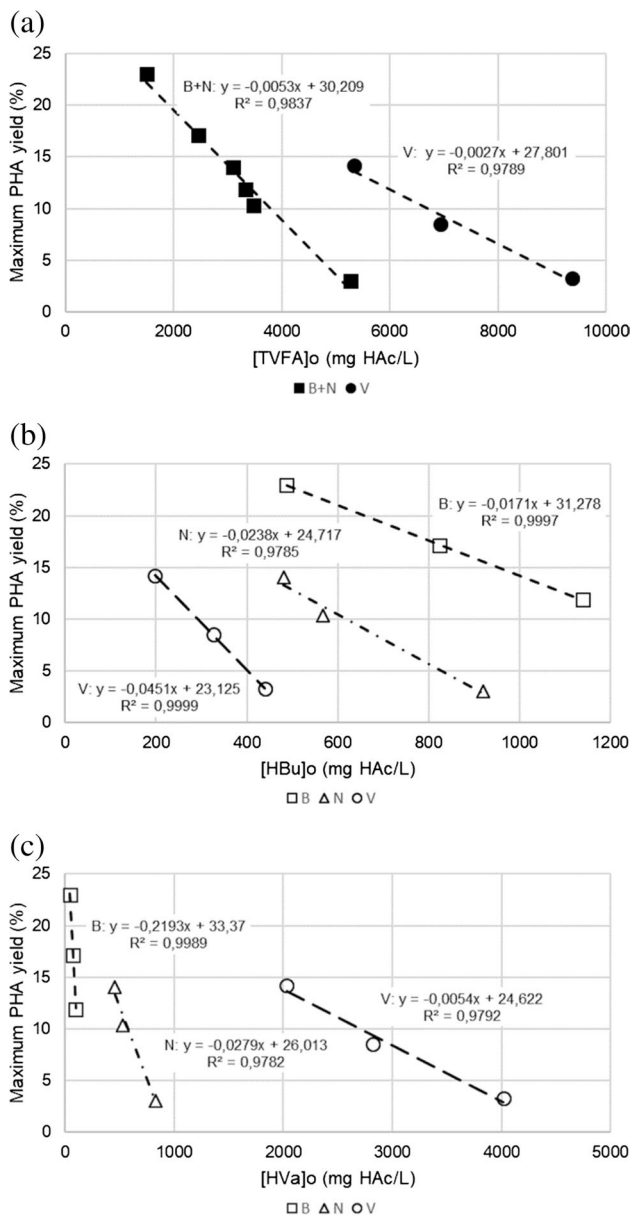 (a)
Maximum PHA yield (%)
25
20
15
10
5
0
B+N: y = -0,0053x + 30,209
R² = 0,9837
V: y = -0,0027x + 27,801
R² = 0,9789
0 2000 4000 6000 8000 10000
[TVFA]o (mg HAc/L)
B+N V
(b)
Maximum PHA yield (%)
25
20
15
10
5
0
B: y = -0,0171x + 31,278
R² = 0,9997
N: y = -0,0238x + 24,717
R² = 0,9785
V: y = -0,0451x + 23,125
R² = 0,9999
0 200 400 600 800 1000 1200
[HBu]o (mg HAc/L)
B N V
(c)
Maximum PHA yield (%)
25
20
15
10
5
0
B: y = -0,2193x + 33,37
R² = 0,9989
V: y = -0,0054x + 24,622
R² = 0,9792
N: y = -0,0279x + 26,013
R² = 0,9782
0 1000 2000 3000 4000 5000
[HVa]o (mg HAc/L)
B N V